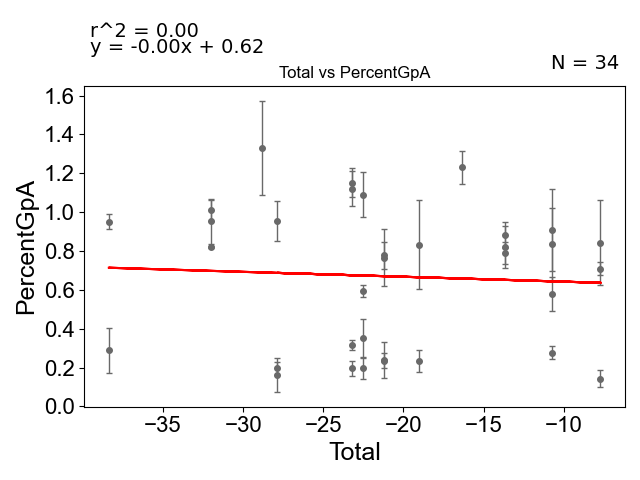 r^2 = 0.00
y = -0.00x + 0.62
N = 34
Total vs PercentGpA
1.6
1.4
1.2
1.0
0.8
0.6
0.4
0.2
0.0
PercentGpA
−35 −30 −25 −20 −15 −10
Total